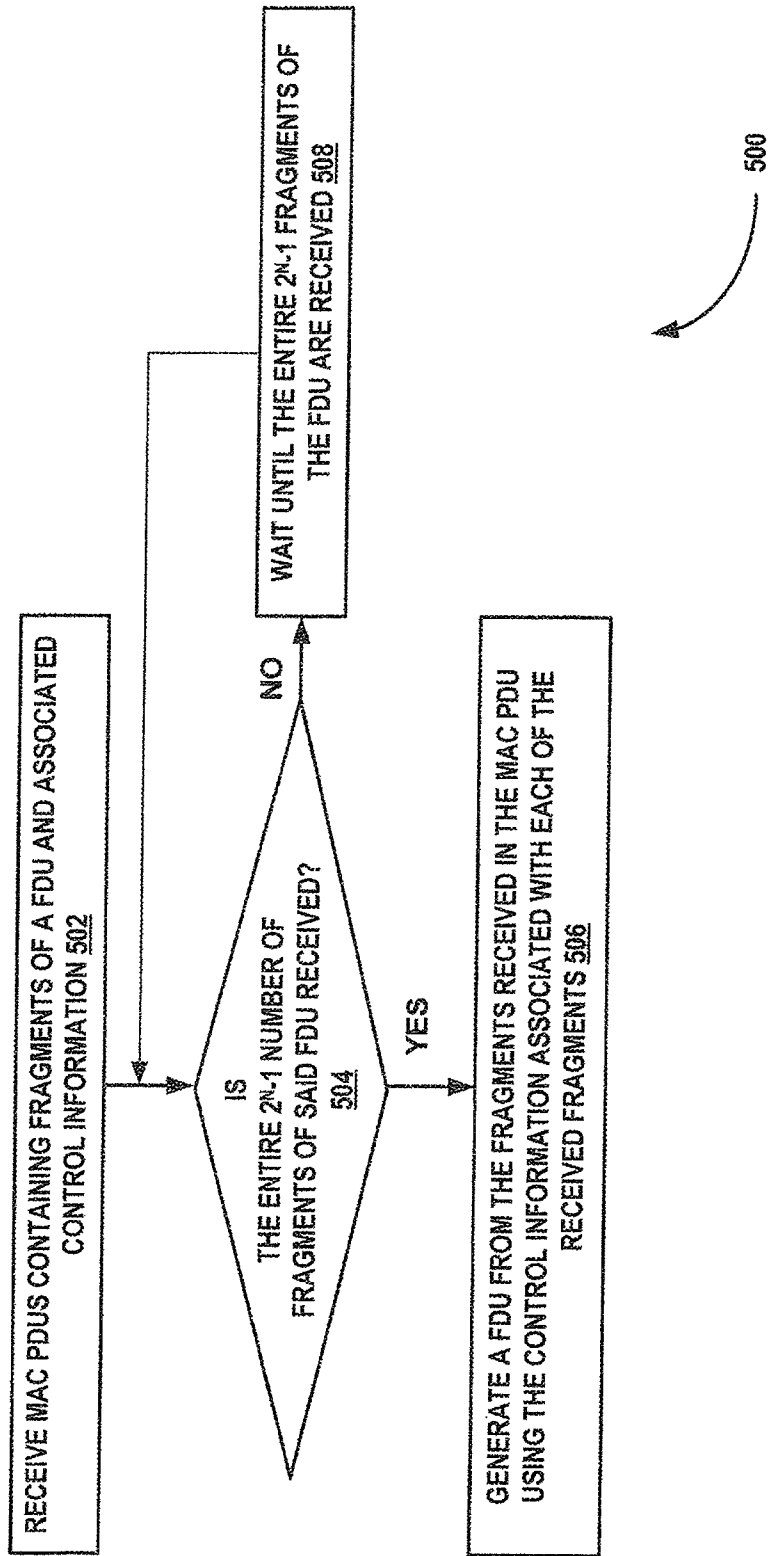 RECEIVE MAC PDUS CONTAINING FRAGMENTS OF A FDU AND ASSOCIATED
CONTROL INFORMATION 502
IS
THE ENTIRE 2ᴺ-1 NUMBER OF
FRAGMENTS OF SAID FDU RECEIVED?
504
NO
WAIT UNTIL THE ENTIRE 2ᴺ-1 FRAGMENTS OF
THE FDU ARE RECEIVED 508
YES
GENERATE A FDU FROM THE FRAGMENTS RECEIVED IN THE MAC PDU
USING THE CONTROL INFORMATION ASSOCIATED WITH EACH OF THE
RECEIVED FRAGMENTS 506
500